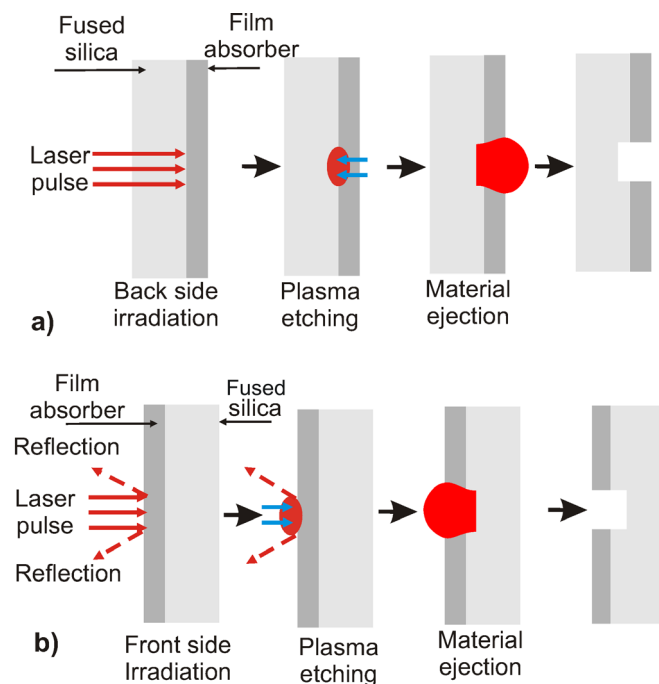 Fused
silica
Film
absorber
Laser
pulse
Back side
irradiation
Plasma
etching
Material
ejection
a)
Film
absorber
Fused
silica
Reflection
Laser
pulse
Reflection
Front side
Irradiation
Plasma
etching
Material
ejection
b)